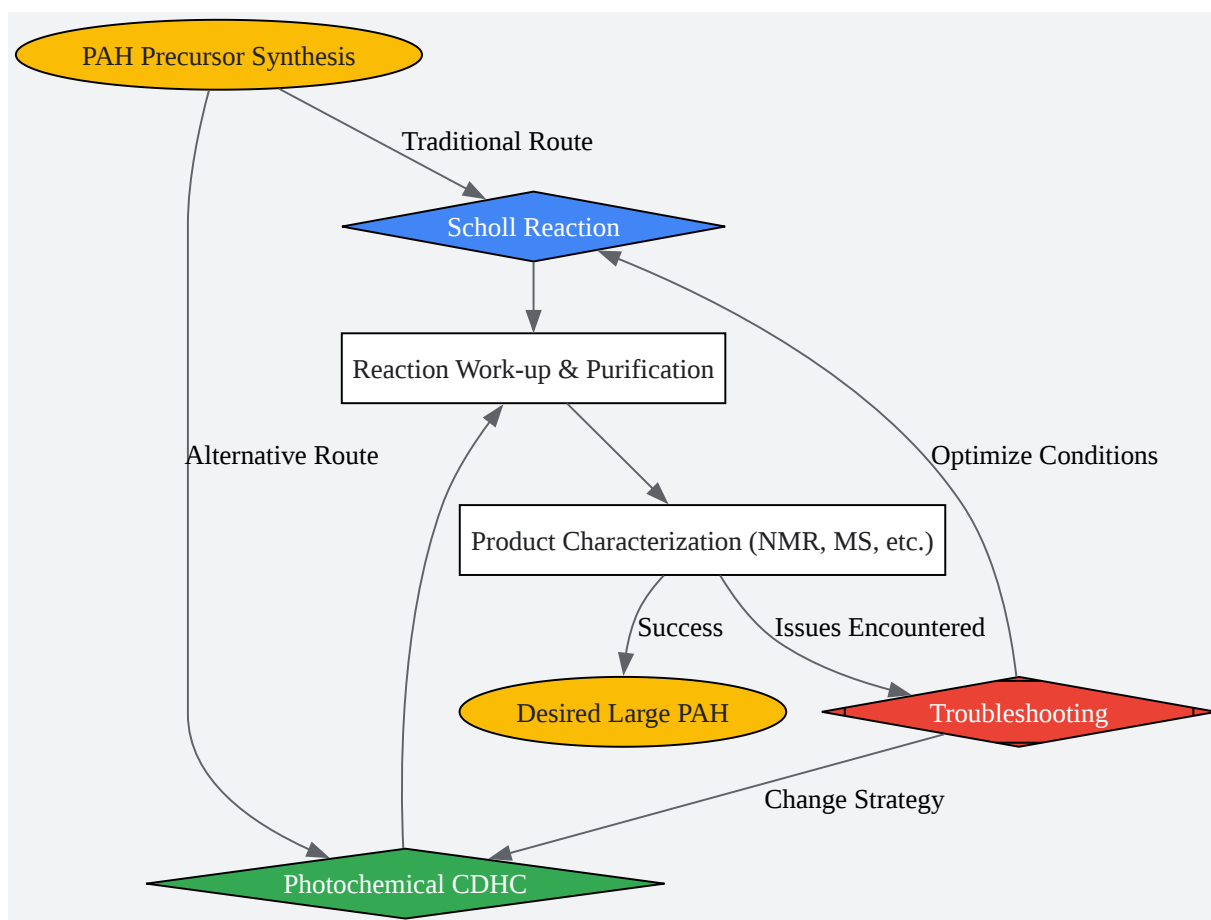 PAH Precursor Synthesis
Traditional Route
Scholl Reaction
Reaction Work-up & Purification
Alternative Route
Optimize Conditions
Product Characterization (NMR, MS, etc.)
Success
Issues Encountered
Desired Large PAH
Troubleshooting
Change Strategy
Photochemical CDHC